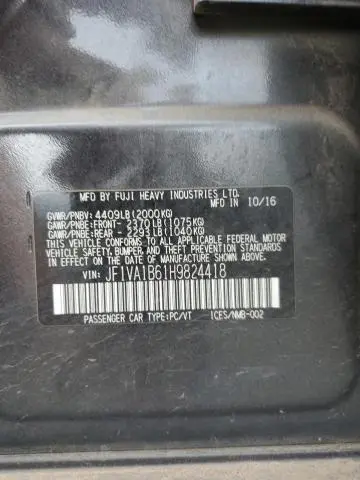 MFD BY FUJI HEAVY INDUSTRIES LTD.
MFD IN 10/16
GVWR/PNBV: 4409LB(2000KG)
GAWR/PNBE:FRONT- 2370LB(1075KG)
GAWR/PNBE:REAR - 2293LB(1040KG)
THIS VEHICLE CONFORMS TO ALL APPLICABLE
FEDERAL MOTOR VEHICLE SAFETY, BUMPER, AND
THEFT PREVENTION STANDARDS IN EFFECT ON
THE DATE OF MANUFACTURE SHOWN ABOVE.
VIN: JF1VA1B61H9824418
PASSENGER CAR TYPE:PC/VT ICES/NMB-002